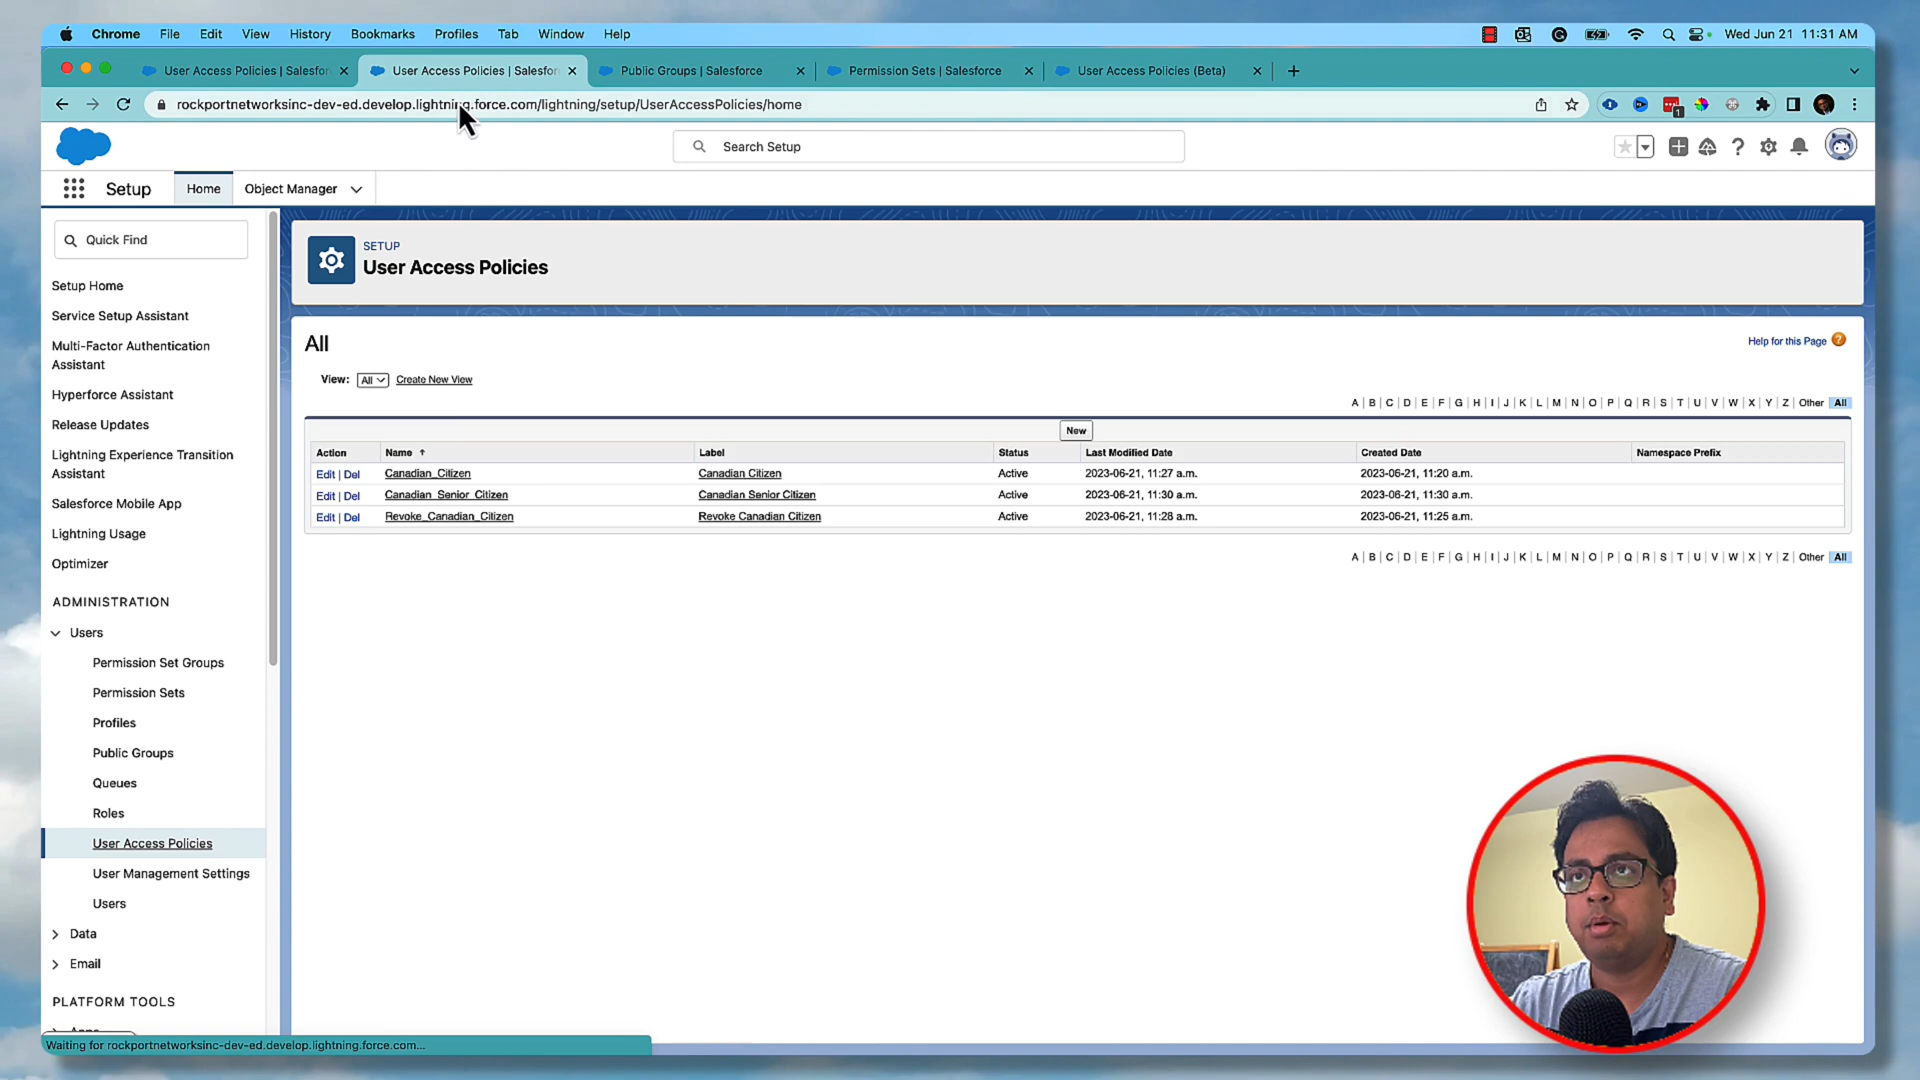 Chrome File Edit View History Bookmarks Profiles Tab Window Help Wed Jun 21 11:31 AM
User Access Policies | Salesfor User Access Policies | Salesfor Public Groups | Salesforce Permission Sets | Salesforce User Access Policies (Beta)
rockportnetworksinc-dev-ed.develop.lightning.force.com/lightning/setup/UserAccessPolicies/home 1
Search Setup
Setup Home Object Manager
Quick Find
Setup Home
Service Setup Assistant
Multi-Factor Authentication
Assistant
Hyperforce Assistant
Release Updates
Lightning Experience Transition
Assistant
Salesforce Mobile App
Lightning Usage
Optimizer
ADMINISTRATION
Users
Permission Set Groups
Permission Sets
Profiles
Public Groups
Queues
Roles
User Access Policies
User Management Settings
Users
Data
Email
PLATFORM TOOLS
SETUP
User Access Policies
All
Help for this Page ?
View: All Create New View
A | B | C | D | E | F | G | H | I | J | K | L | M | N | O | P | Q | R | S | T | U | V | W | X | Y | Z | Other All
New
Action Name Label Status Last Modified Date Created Date Namespace Prefix
Edit | Del Canadian_Citizen Canadian Citizen Active 2023-06-21, 11:27 a.m. 2023-06-21, 11:20 a.m.
Edit | Del Canadian_Senior_Citizen Canadian Senior Citizen Active 2023-06-21, 11:30 a.m. 2023-06-21, 11:30 a.m.
Edit | Del Revoke_Canadian_Citizen Revoke Canadian Citizen Active 2023-06-21, 11:28 a.m. 2023-06-21, 11:25 a.m.
A | B | C | D | E | F | G | H | I | J | K | L | M | N | O | P | Q | R | S | T | U | V | W | X | Y | Z | Other All
Waiting for rockportnetworksinc-dev-ed.develop.lightning.force.com...